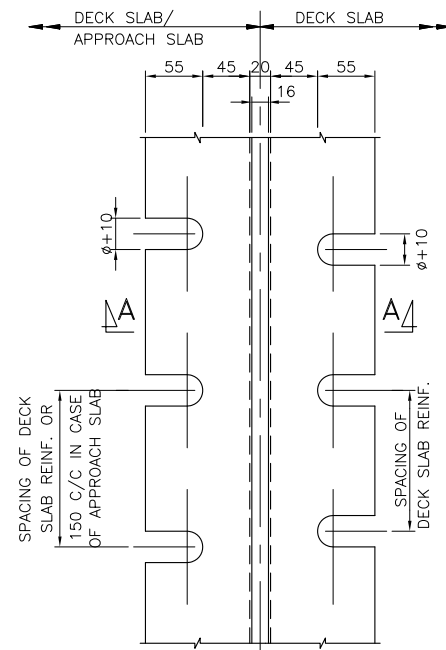 DECK SLAB/
APPROACH SLAB
DECK SLAB
55
45
20
45
55
16
ø+10
ø+10
A
A
SPACING OF DECK
SLAB REINF. OR
150 C/C IN CASE
OF APPROACH SLAB
SPACING OF
DECK SLAB REINF.